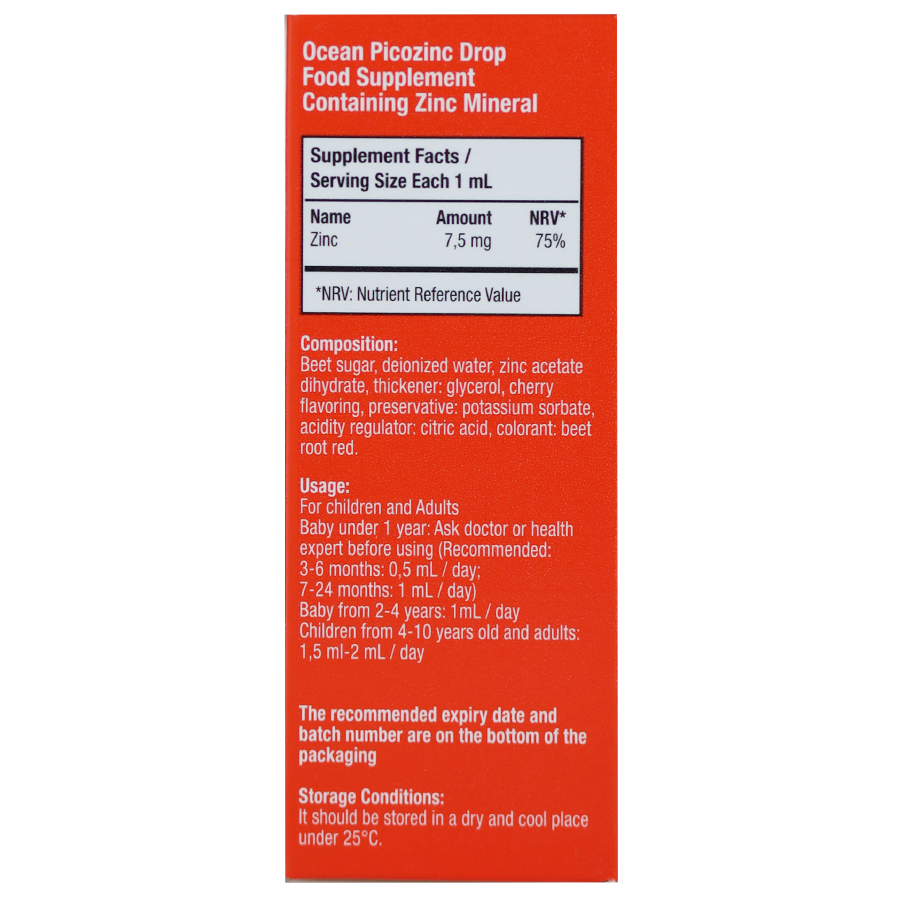 Ocean Picozinc Drop
Food Supplement
Containing Zinc Mineral
Supplement Facts /
Serving Size Each 1 mL
Name Amount NRV*
Zinc 7,5 mg 75%
*NRV: Nutrient Reference Value
Composition:
Beet sugar, deionized water, zinc acetate
dihydrate, thickener: glycerol, cherry
flavoring, preservative: potassium sorbate,
acidity regulator: citric acid, colorant: beet
root red.
Usage:
For children and Adults
Baby under 1 year: Ask doctor or health
expert before using (Recommended:
3-6 months: 0,5 mL / day;
7-24 months: 1 mL / day)
Baby from 2-4 years: 1mL / day
Children from 4-10 years old and adults:
1,5 ml-2 mL / day
The recommended expiry date and
batch number are on the bottom of the
packaging
Storage Conditions:
It should be stored in a dry and cool place
under 25°C.